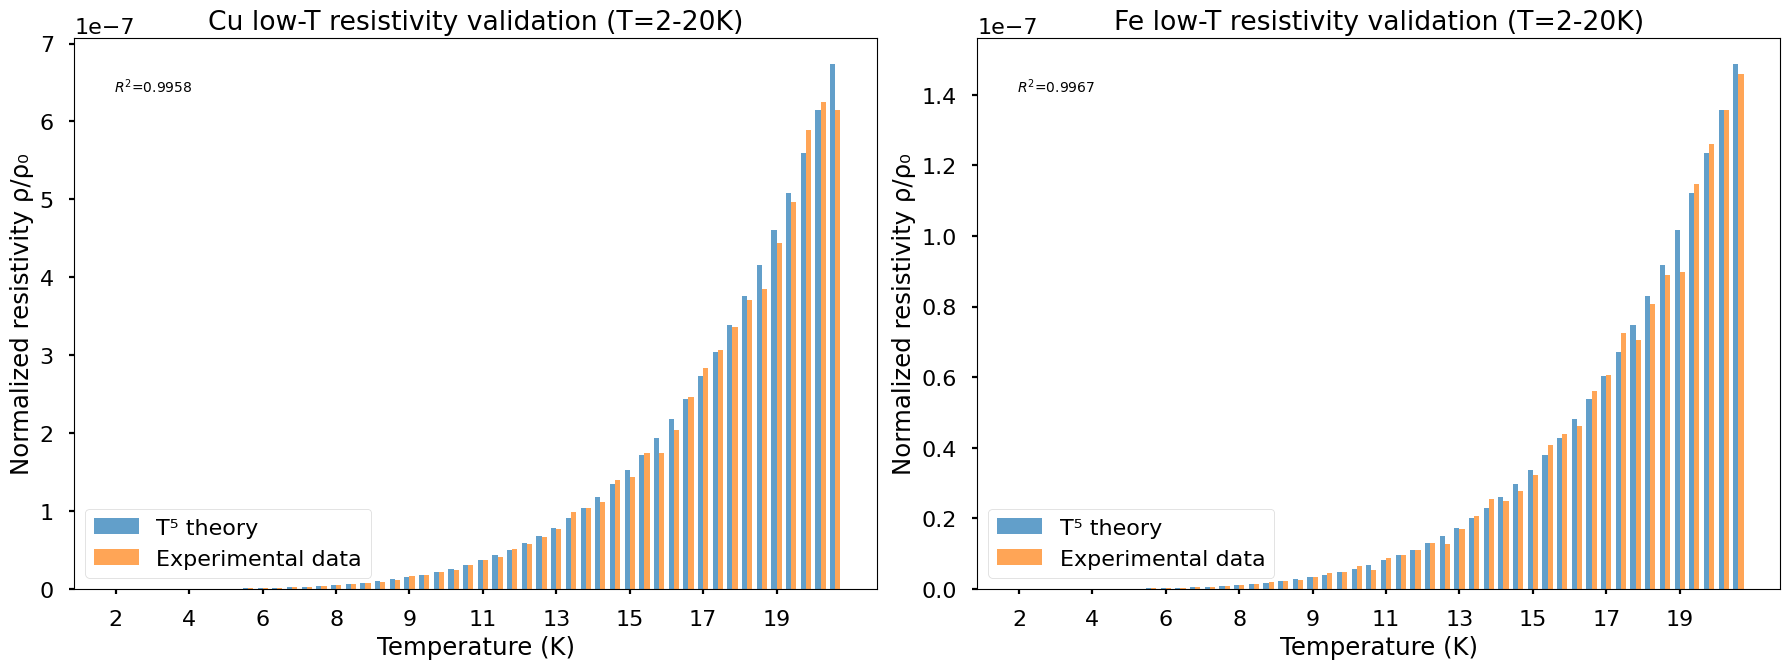 Cu low-T resistivity validation (T=2-20K)
1e−7
R²=0.9958
Normalized resistivity ρ/ρ₀
7
6
5
4
3
2
1
0
T⁵ theory
Experimental data
2 4 6 8 9 11 13 15 17 19
Temperature (K)
Fe low-T resistivity validation (T=2-20K)
1e−7
R²=0.9967
Normalized resistivity ρ/ρ₀
1.4
1.2
1.0
0.8
0.6
0.4
0.2
0.0
T⁵ theory
Experimental data
2 4 6 8 9 11 13 15 17 19
Temperature (K)